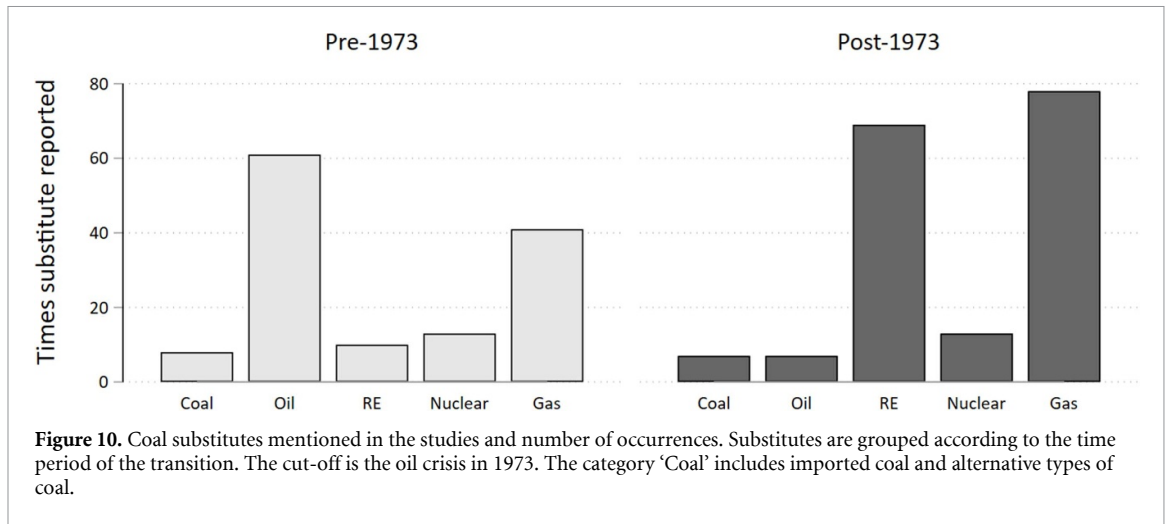 Pre-1973
Post-1973
Times substitute reported
80
60
40
20
0
Coal Oil RE Nuclear Gas
Coal Oil RE Nuclear Gas
Figure 10. Coal substitutes mentioned in the studies and number of occurrences. Substitutes are grouped according to the time
period of the transition. The cut-off is the oil crisis in 1973. The category ‘Coal’ includes imported coal and alternative types of
coal.